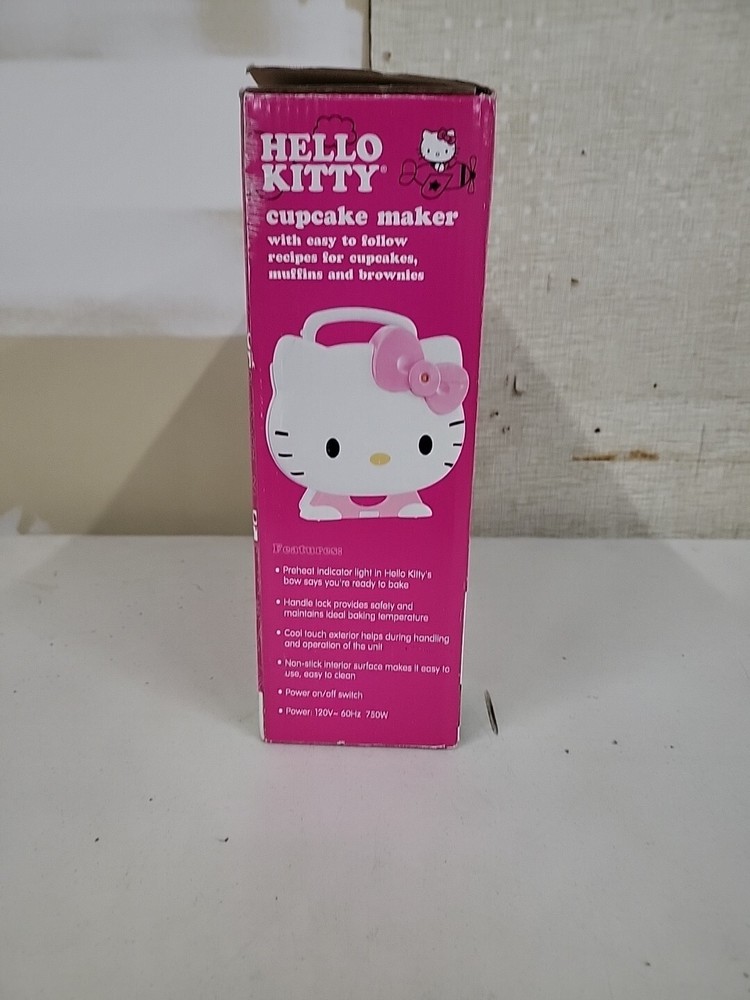 HELLO
KITTY®
cupcake maker
with easy to follow
recipes for cupcakes,
muffins and brownies
Features:
• Preheat indicator light in Hello Kitty's
bow says you're ready to bake
• Handle lock provides safety and
maintains ideal baking temperature
• Cool touch exterior helps during handling
and operation of the unit
• Non-stick interior surface makes it easy to
use, easy to clean
• Power on/off switch
• Power: 120V~ 60Hz 750W